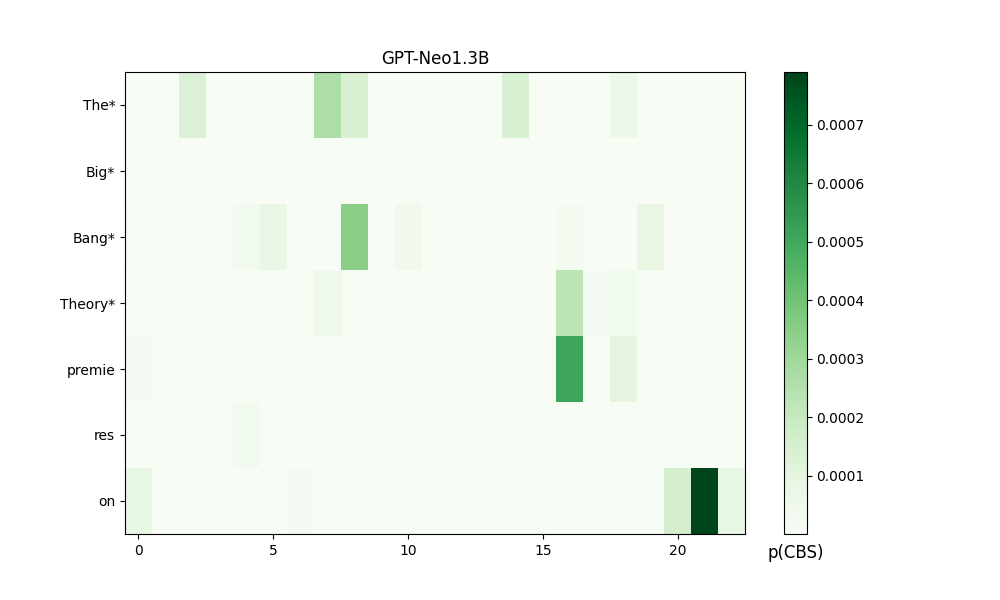 GPT-Neo1.3B
The*
Big*
Bang*
Theory*
premie
res
on
0 5 10 15 20
0.0007
0.0006
0.0005
0.0004
0.0003
0.0002
0.0001
p(CBS)